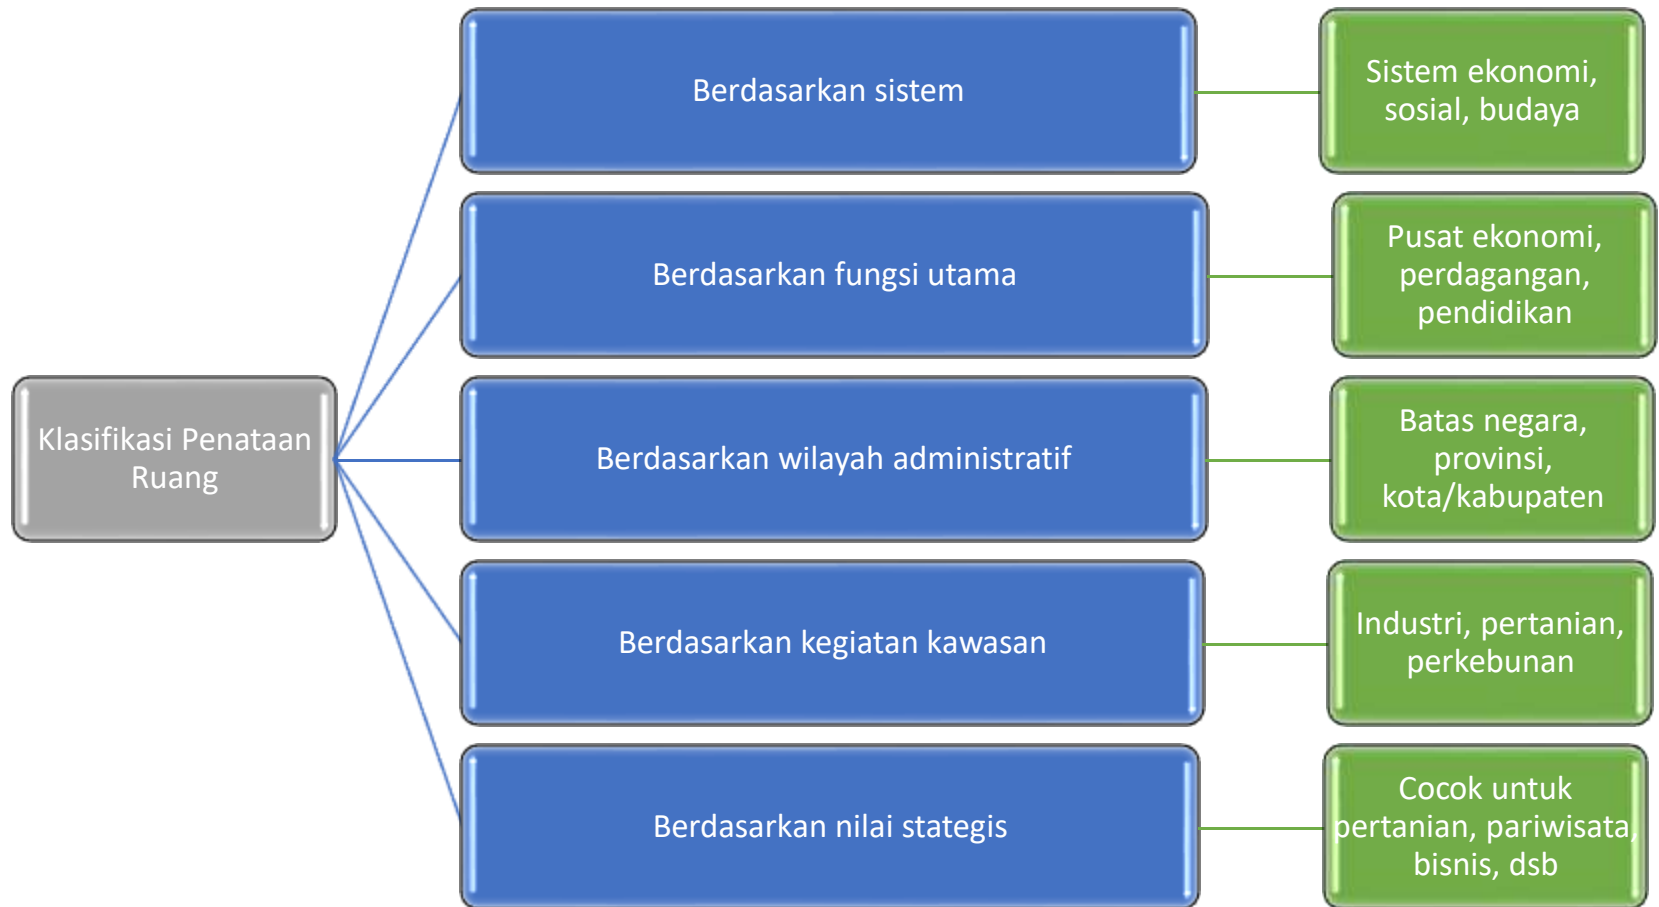 Klasifikasi Penataan
Ruang
Berdasarkan sistem
Sistem ekonomi,
sosial, budaya
Berdasarkan fungsi utama
Pusat ekonomi,
perdagangan,
pendidikan
Berdasarkan wilayah administratif
Batas negara,
provinsi,
kota/kabupaten
Berdasarkan kegiatan kawasan
Industri, pertanian,
perkebunan
Berdasarkan nilai stategis
Cocok untuk
pertanian, pariwisata,
bisnis, dsb